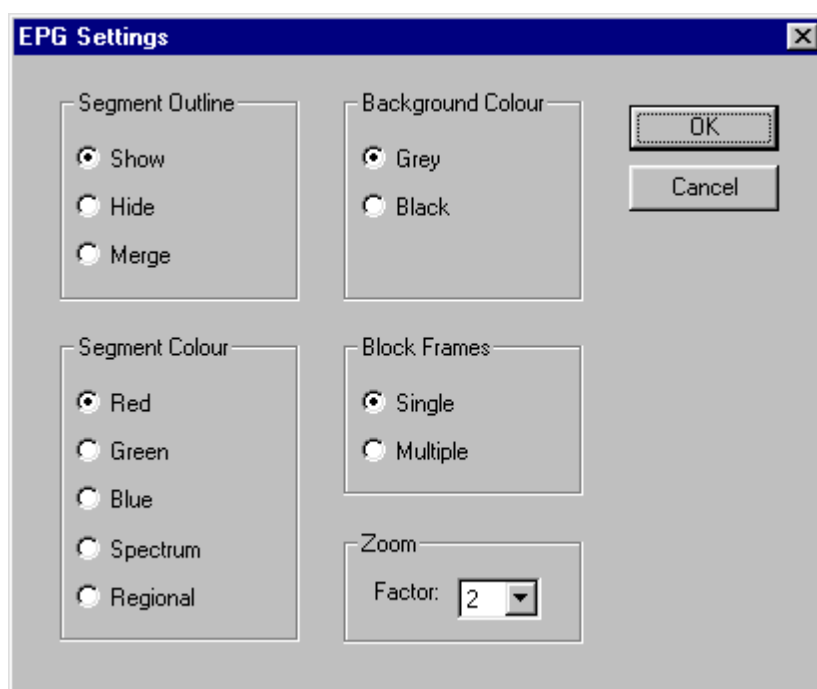 EPG Settings
Segment Outline
Show
Hide
Merge
Background Colour
Grey
Black
OK
Cancel
Segment Colour
Red
Green
Blue
Spectrum
Regional
Block Frames
Single
Multiple
Zoom
Factor: 2